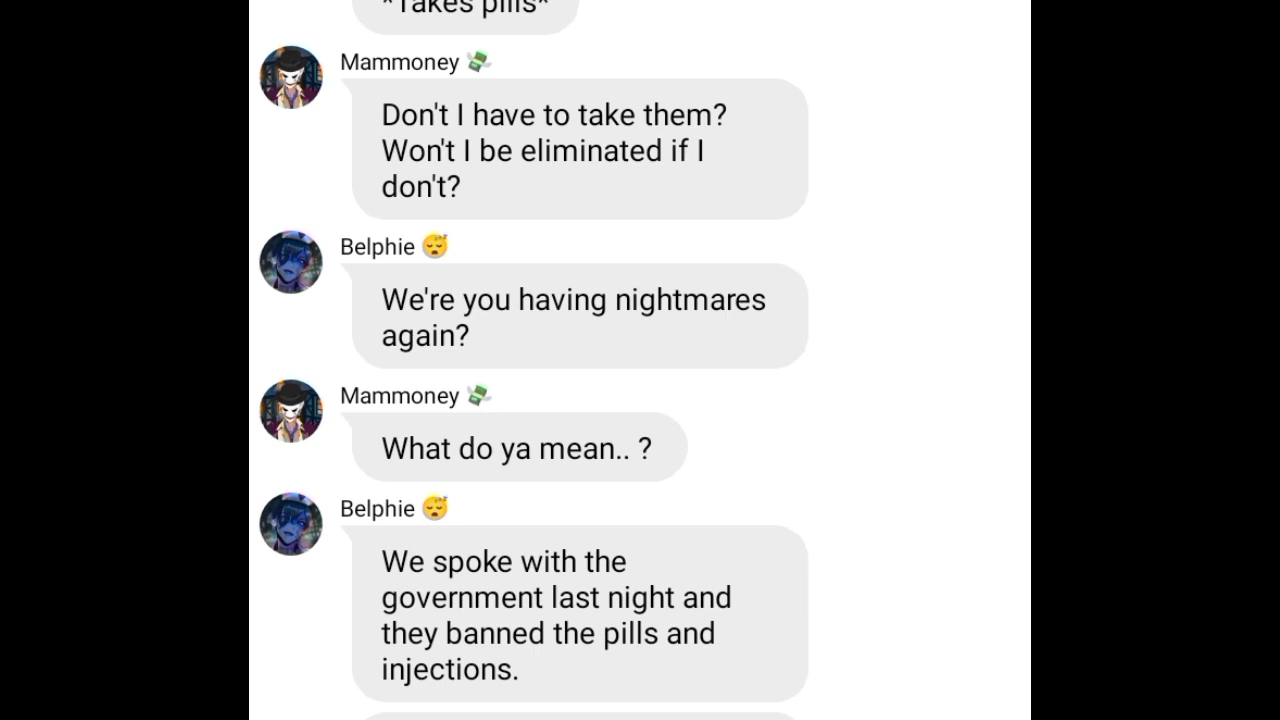 *Takes pills*
Mammoney 💸
Don't I have to take them?
Won't I be eliminated if I
don't?
Belphie 😴
We're you having nightmares
again?
Mammoney 💸
What do ya mean.. ?
Belphie 😴
We spoke with the
government last night and
they banned the pills and
injections.